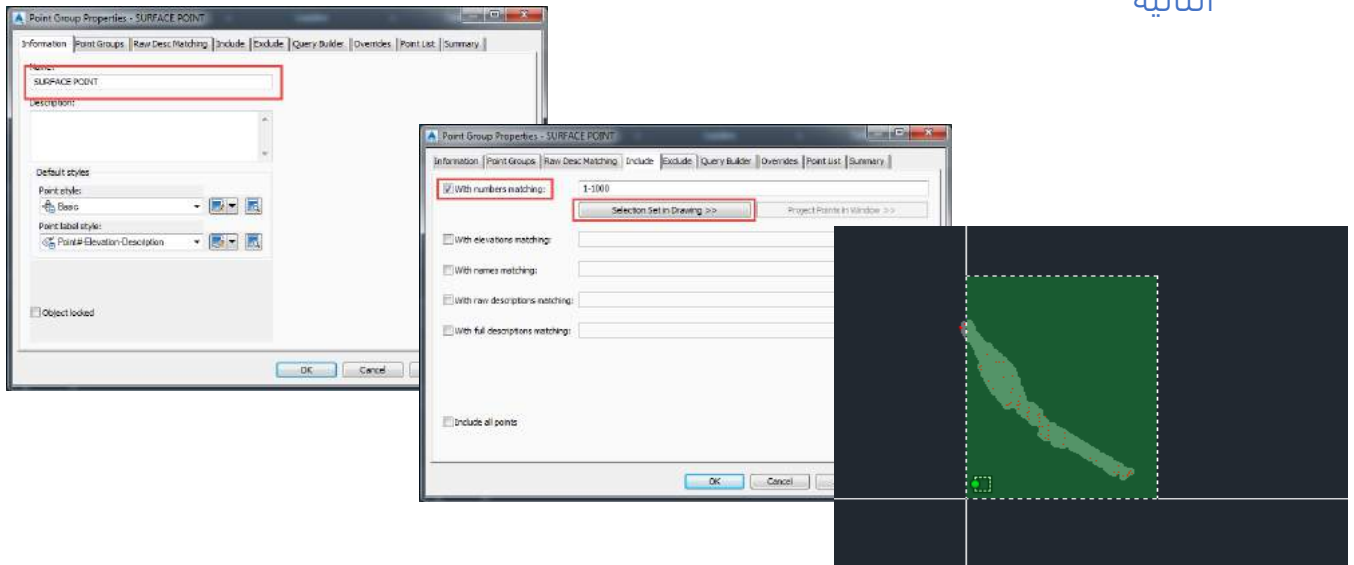 الثانية
Point Group Properties - SURFACE POINT
Information Point Groups Raw Desc Matching Include Exclude Query Builder Overrides Point List Summary
Name:
SURFACE POINT
Description:
Default styles
Point style:
Basic
Point label style:
Point#-Elevation-Description
Object locked
OK Cancel
Point Group Properties - SURFACE POINT
Information Point Groups Raw Desc Matching Include Exclude Query Builder Overrides Point List Summary
With numbers matching: 1-1000
Selection Set in Drawing >> Project Points in Window >>
With elevations matching:
With names matching:
With raw descriptions matching:
With full descriptions matching:
Include all points
OK Cancel